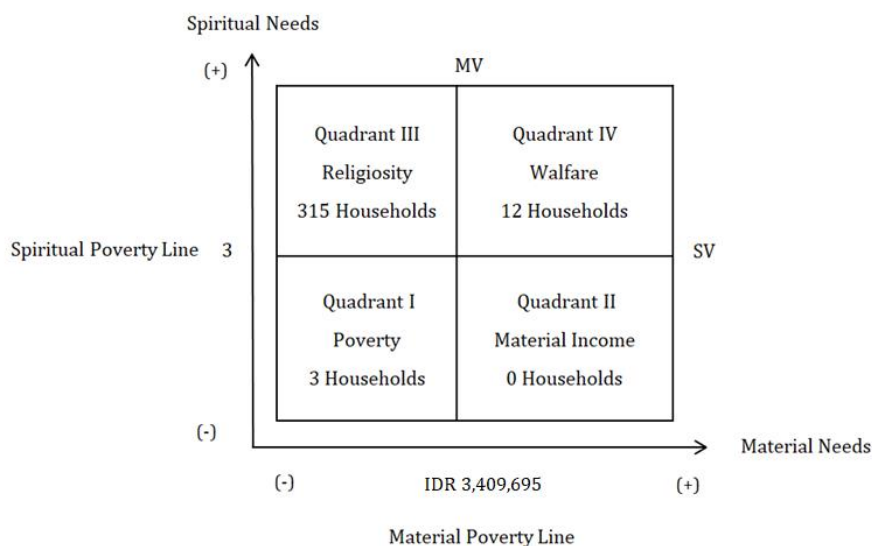 Spiritual Needs
(+)
MV
Quadrant III
Religiosity
315 Households
Quadrant IV
Walfare
12 Households
Spiritual Poverty Line 3
SV
Quadrant I
Poverty
3 Households
Quadrant II
Material Income
0 Households
(-)
Material Needs
(-)
IDR 3,409,695
(+)
Material Poverty Line